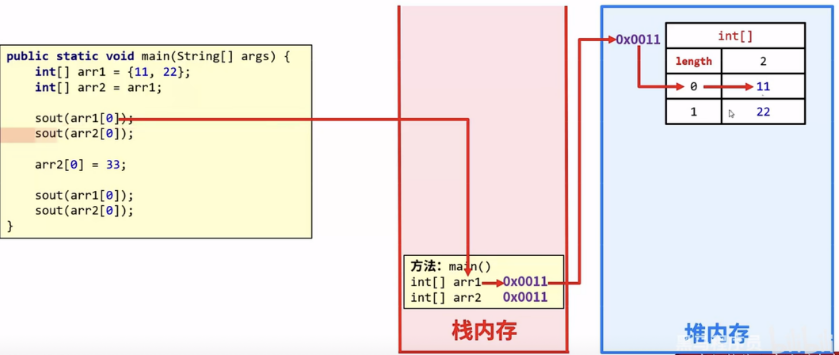 public static void main(String[] args) {
int[] arr1 = {11, 22};
int[] arr2 = arr1;
sout(arr1[0]);
sout(arr2[0]);
arr2[0] = 33;
sout(arr1[0]);
sout(arr2[0]);
}
方法：main()
int[] arr1 0x0011
int[] arr2 0x0011
栈内存
0x0011
int[]
length 2
0 11
1 22
堆内存